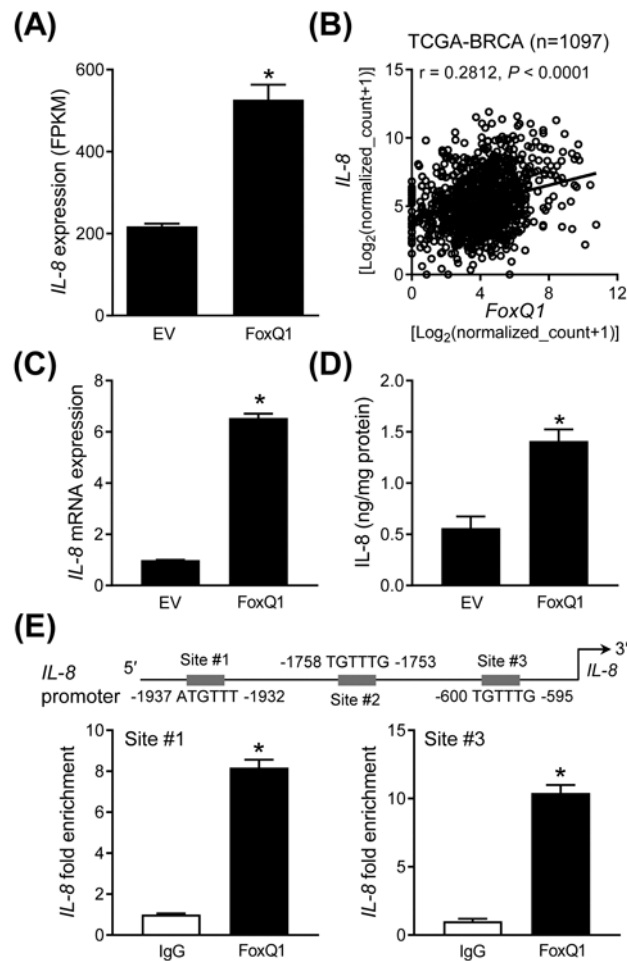 (A)
IL-8 expression (FPKM)
600
400
200
0
*
EV
FoxQ1
(B)
TCGA-BRCA (n=1097)
r = 0.2812, P < 0.0001
IL-8
[Log2(normalized_count+1)]
15
10
5
0
0
4
8
12
FoxQ1
[Log2(normalized_count+1)]
(C)
IL-8 mRNA expression
8
6
4
2
0
*
EV
FoxQ1
(D)
IL-8 (ng/mg protein)
2.0
1.5
1.0
0.5
0.0
*
EV
FoxQ1
(E)
IL-8
promoter
5′
Site #1
-1937 ATGTTT -1932
-1758 TGTTTG -1753
Site #2
Site #3
-600 TGTTTG -595
3′
IL-8
Site #1
IL-8 fold enrichment
10
8
6
4
2
0
*
IgG
FoxQ1
Site #3
IL-8 fold enrichment
15
10
5
0
*
IgG
FoxQ1